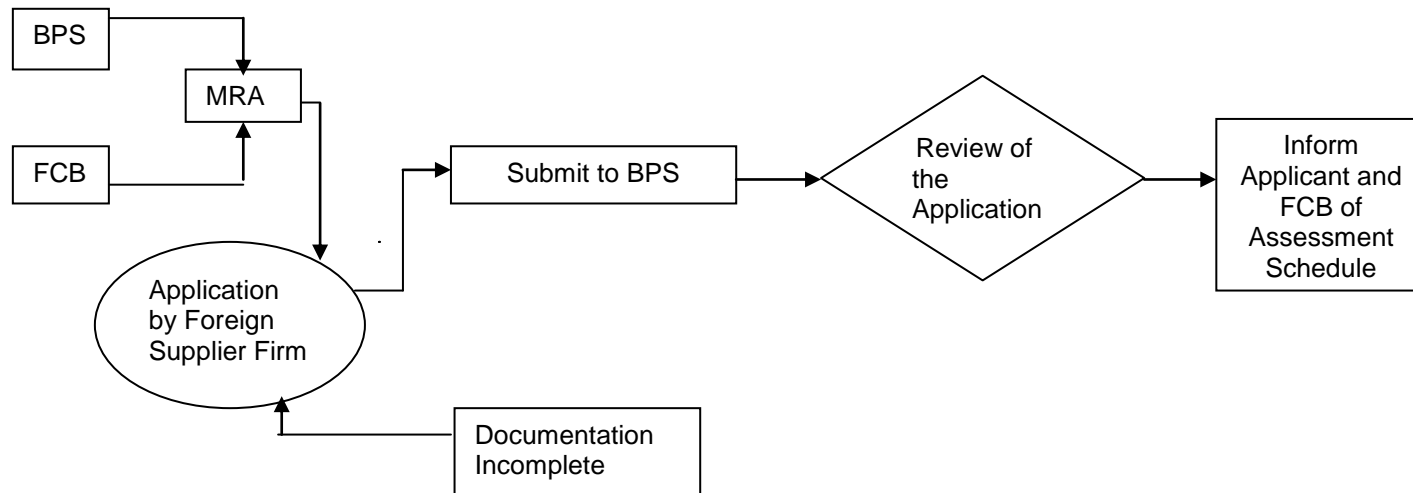 BPS
MRA
FCB
Application
by Foreign
Supplier Firm
Submit to BPS
Review of
the
Application
Inform
Applicant and
FCB of
Assessment
Schedule
Documentation
Incomplete